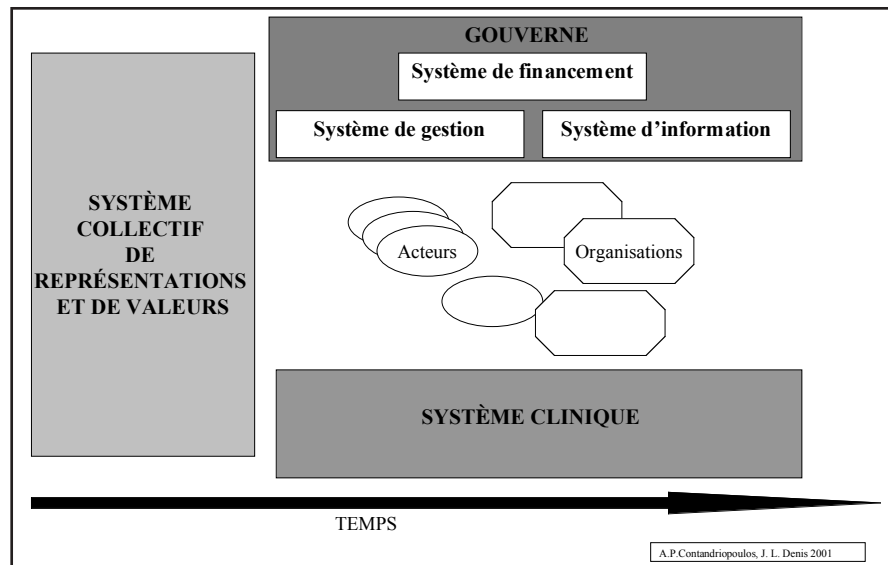 GOUVERNE
Système de financement
Système de gestion
Système d’information
SYSTÈME
COLLECTIF
DE
REPRÉSENTATIONS
ET DE VALEURS
Acteurs
Organisations
SYSTÈME CLINIQUE
TEMPS
A.P.Contandriopoulos, J. L. Denis 2001